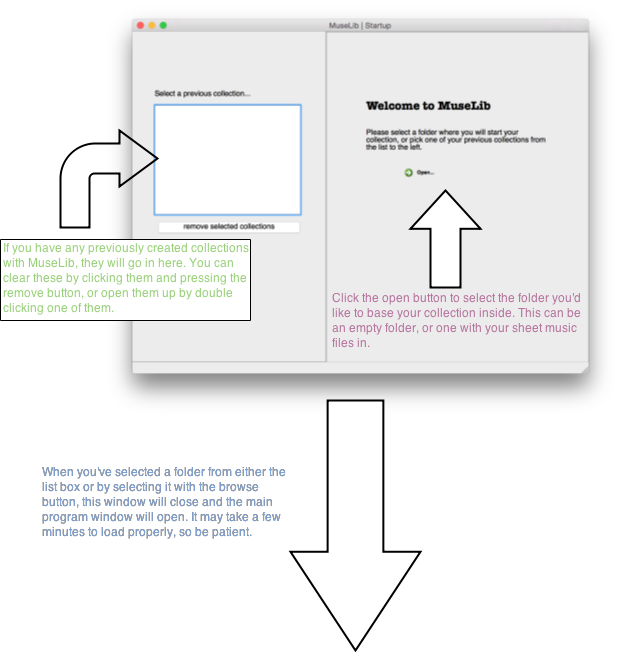 MuseLib | Startup
Select a previous collection...
remove selected collections
Welcome to MuseLib
Please select a folder where you will start your
collection, or pick one of your previous collections from
the list to the left.
Open...
If you have any previously created collections
with MuseLib, they will go in here. You can
clear these by clicking them and pressing the
remove button, or open them up by double
clicking one of them.
Click the open button to select the folder you'd
like to base your collection inside. This can be
an empty folder, or one with your sheet music
files in.
When you've selected a folder from either the
list box or by selecting it with the browse
button, this window will close and the main
program window will open. It may take a few
minutes to load properly, so be patient.